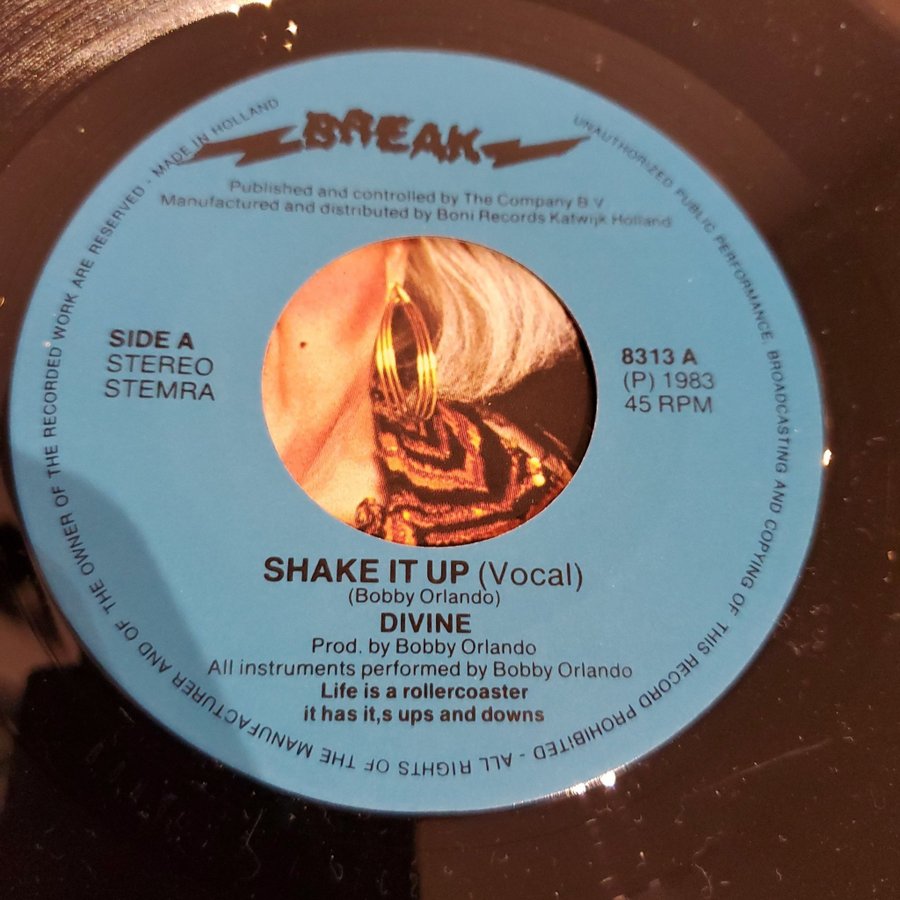 BREAK
Published and controlled by The Company B V
Manufactured and distributed by Boni Records Katwijk Holland
SIDE A
STEREO
STEMRA
8313 A
(P) 1983
45 RPM
SHAKE IT UP (Vocal)
(Bobby Orlando)
DIVINE
Prod. by Bobby Orlando
All instruments performed by Bobby Orlando
Life is a rollercoaster
it has it,s ups and downs
UNAUTHORIZED PUBLIC PERFORMANCE, BROADCASTING AND COPYING OF THIS RECORD PROHIBITED - ALL RIGHTS OF THE MANUFACTURER AND OF THE OWNER OF THE RECORDED WORK ARE RESERVED - MADE IN HOLLAND